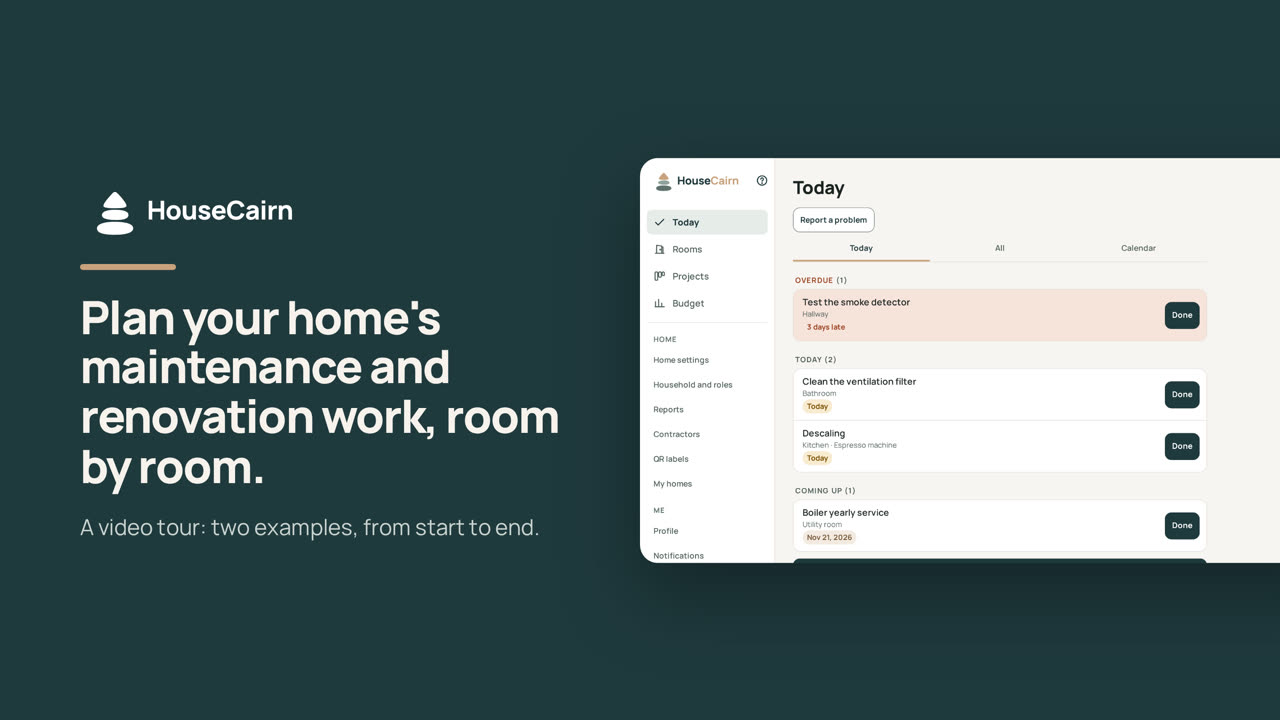 HouseCairn
Plan your home's
maintenance and
renovation work, room
by room.
A video tour: two examples, from start to end.
HouseCairn
Today
Rooms
Projects
Budget
HOME
Home settings
Household and roles
Reports
Contractors
QR labels
My homes
ME
Profile
Notifications
Today
Report a problem
Today All Calendar
OVERDUE (1)
Test the smoke detector
Hallway
3 days late
Done
TODAY (2)
Clean the ventilation filter
Bathroom
Today
Done
Descaling
Kitchen · Espresso machine
Today
Done
COMING UP (1)
Boiler yearly service
Utility room
Nov 21, 2026
Done